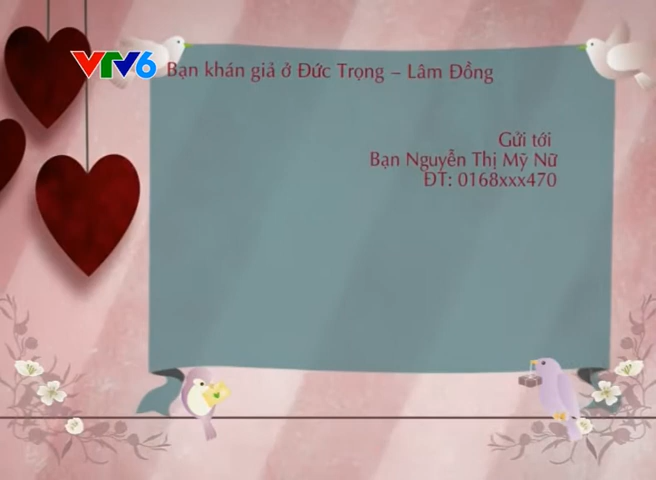 VTV6
Bạn khán giả ở Đức Trọng – Lâm Đồng
Gửi tới
Bạn Nguyễn Thị Mỹ Nữ
ĐT: 0168xxx470